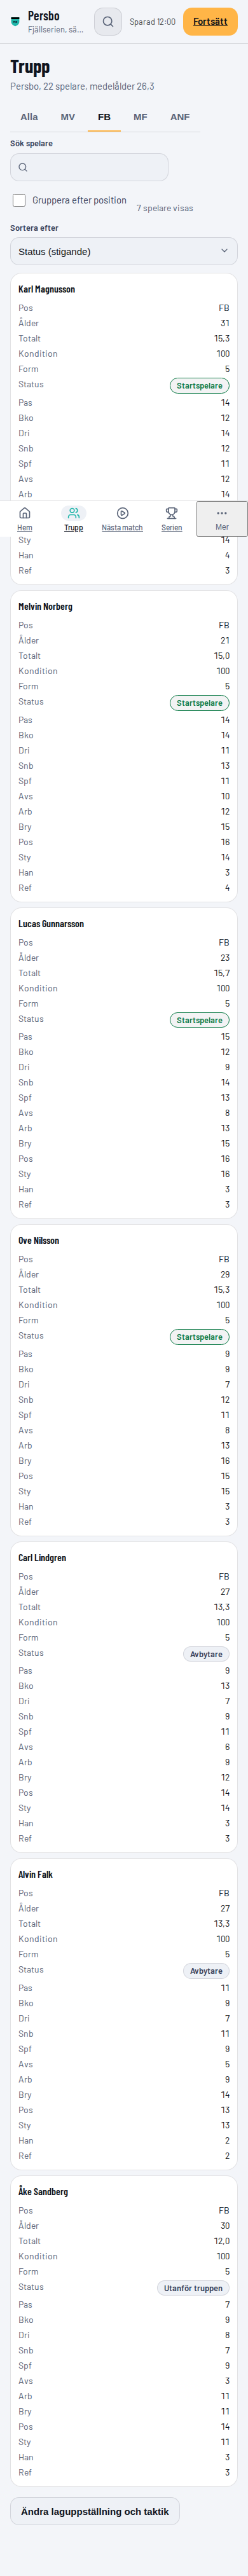 Persbo
Fjällserien, sä...
Sparad 12:00
Fortsätt
Trupp
Persbo, 22 spelare, medelålder 26,3
Alla MV FB MF ANF
Sök spelare
Gruppera efter position
7 spelare visas
Sortera efter
Status (stigande)
Karl Magnusson
Pos FB
Ålder 31
Totalt 15,3
Kondition 100
Form 5
Status Startspelare
Pas 14
Bko 12
Dri 14
Snb 12
Spf 11
Avs 12
Arb 14
Hem Trupp Nästa match Serien Mer
Sty 14
Han 4
Ref 3
Melvin Norberg
Pos FB
Ålder 21
Totalt 15,0
Kondition 100
Form 5
Status Startspelare
Pas 14
Bko 14
Dri 11
Snb 13
Spf 11
Avs 10
Arb 12
Bry 15
Pos 16
Sty 14
Han 3
Ref 4
Lucas Gunnarsson
Pos FB
Ålder 23
Totalt 15,7
Kondition 100
Form 5
Status Startspelare
Pas 15
Bko 12
Dri 9
Snb 14
Spf 13
Avs 8
Arb 13
Bry 15
Pos 16
Sty 16
Han 3
Ref 3
Ove Nilsson
Pos FB
Ålder 29
Totalt 15,3
Kondition 100
Form 5
Status Startspelare
Pas 9
Bko 9
Dri 7
Snb 12
Spf 11
Avs 8
Arb 13
Bry 16
Pos 15
Sty 15
Han 3
Ref 3
Carl Lindgren
Pos FB
Ålder 27
Totalt 13,3
Kondition 100
Form 5
Status Avbytare
Pas 9
Bko 13
Dri 7
Snb 9
Spf 11
Avs 6
Arb 9
Bry 12
Pos 14
Sty 14
Han 3
Ref 3
Alvin Falk
Pos FB
Ålder 27
Totalt 13,3
Kondition 100
Form 5
Status Avbytare
Pas 11
Bko 9
Dri 7
Snb 11
Spf 9
Avs 5
Arb 9
Bry 14
Pos 13
Sty 13
Han 2
Ref 2
Åke Sandberg
Pos FB
Ålder 30
Totalt 12,0
Kondition 100
Form 5
Status Utanför truppen
Pas 7
Bko 9
Dri 8
Snb 7
Spf 9
Avs 3
Arb 11
Bry 11
Pos 14
Sty 11
Han 3
Ref 3
Ändra laguppställning och taktik